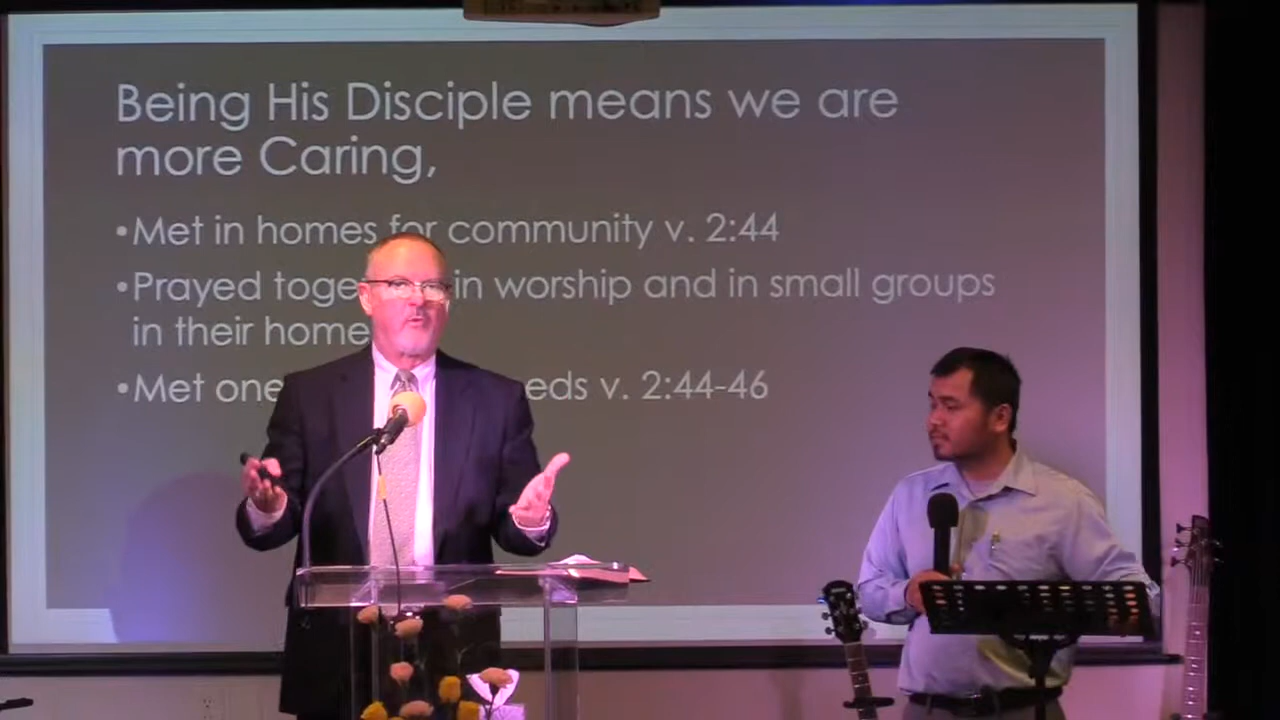 Being His Disciple means we are
more Caring,
•Met in homes for community v. 2:44
•Prayed toge in worship and in small groups
in their home
•Met one eds v. 2:44-46